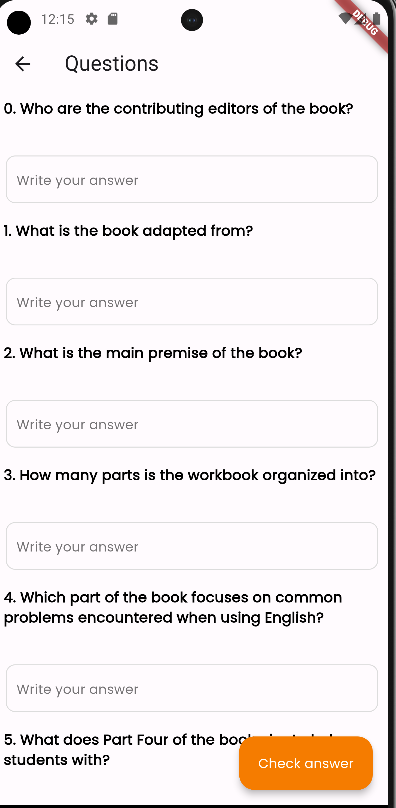 12:15
DEBUG
Questions
0. Who are the contributing editors of the book?
Write your answer
1. What is the book adapted from?
Write your answer
2. What is the main premise of the book?
Write your answer
3. How many parts is the workbook organized into?
Write your answer
4. Which part of the book focuses on common
problems encountered when using English?
Write your answer
5. What does Part Four of the book
students with?
Check answer